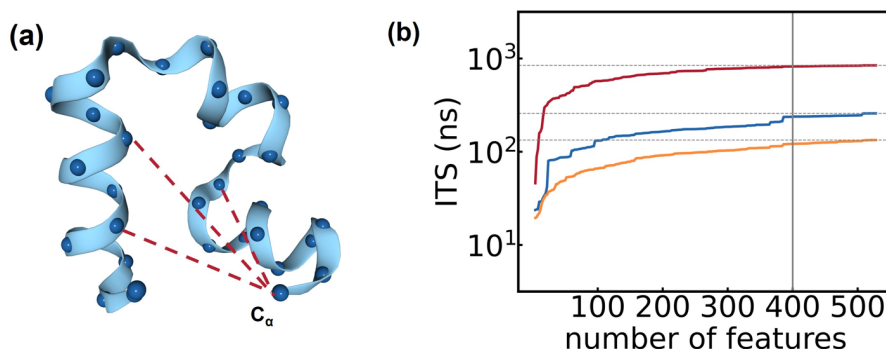 (a)
Cα
(b)
ITS (ns)
10³
10²
10¹
100 200 300 400 500
number of features